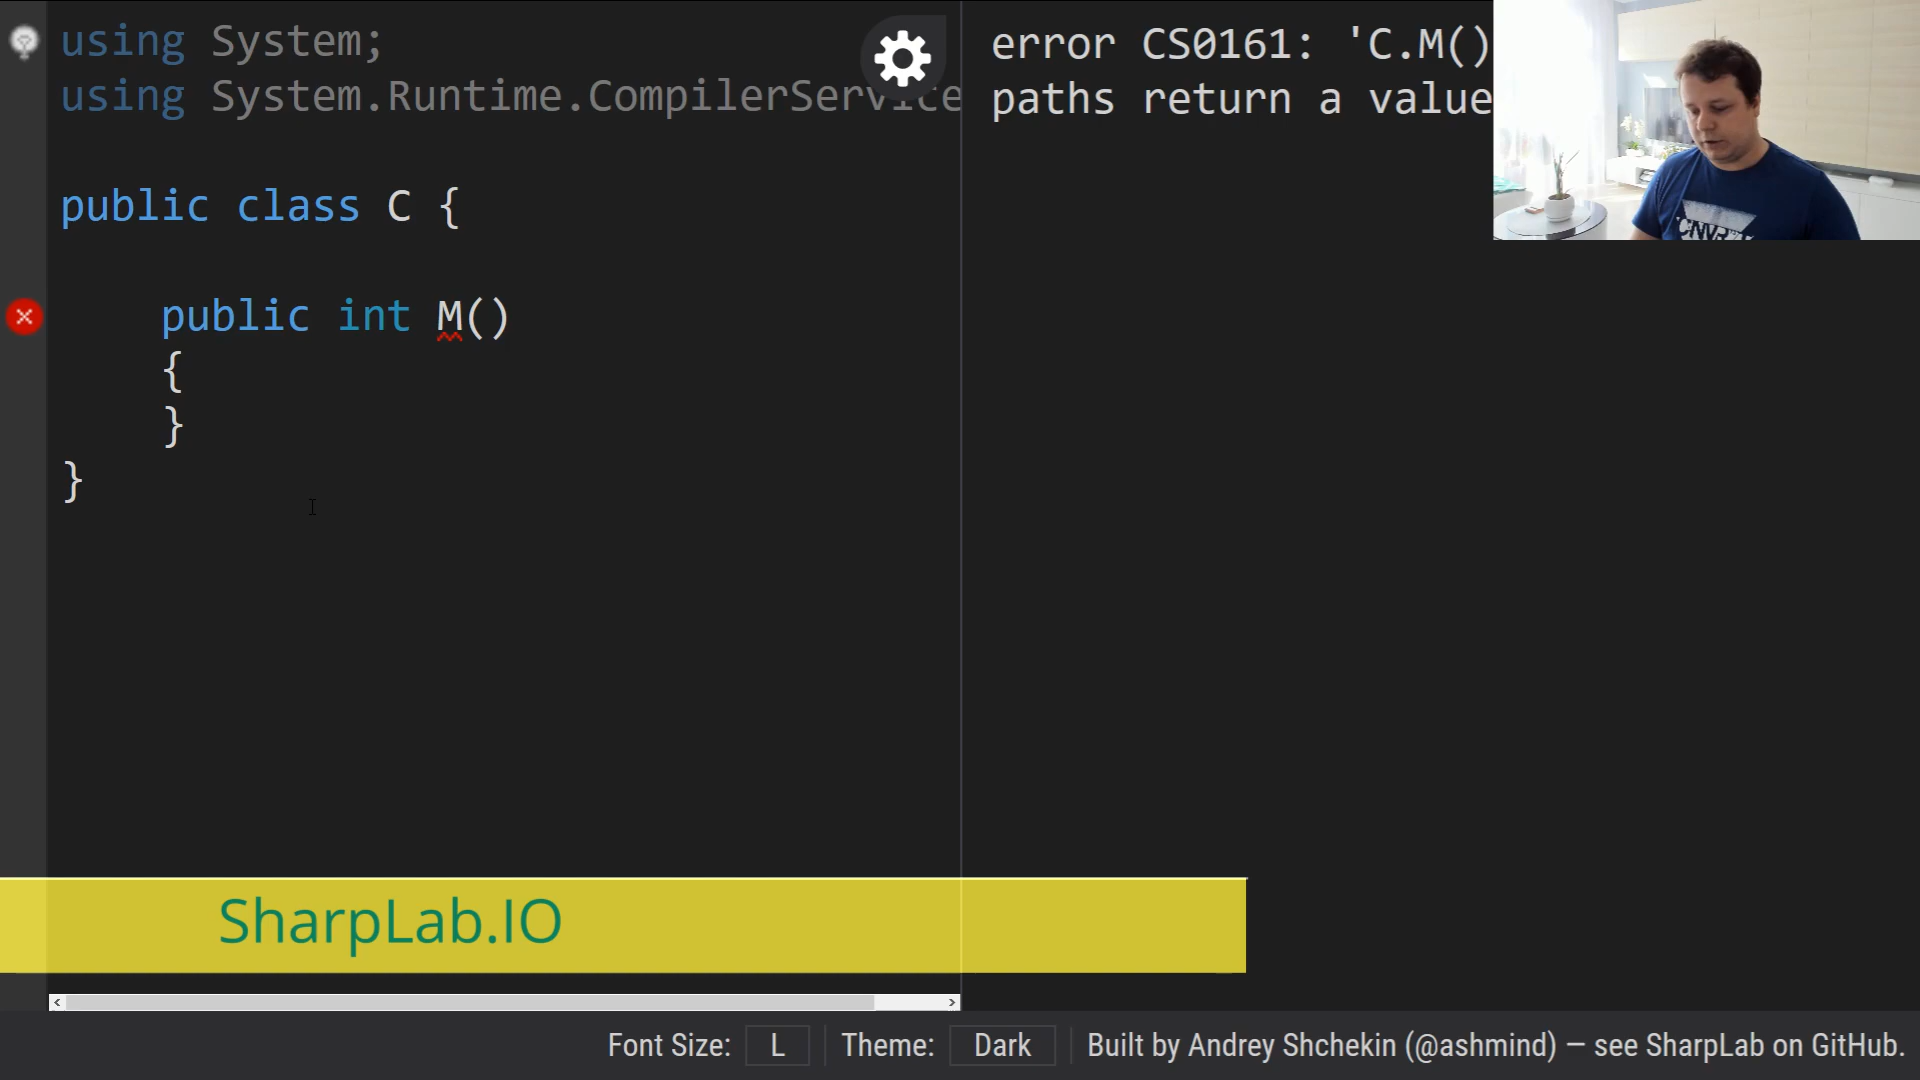 using System;
using System.Runtime.CompilerService
public class C {
public int M()
{
}
}
error CS0161: 'C.M()
paths return a value
SharpLab.IO
Font Size: L Theme: Dark Built by Andrey Shchekin (@ashmind) — see SharpLab on GitHub.